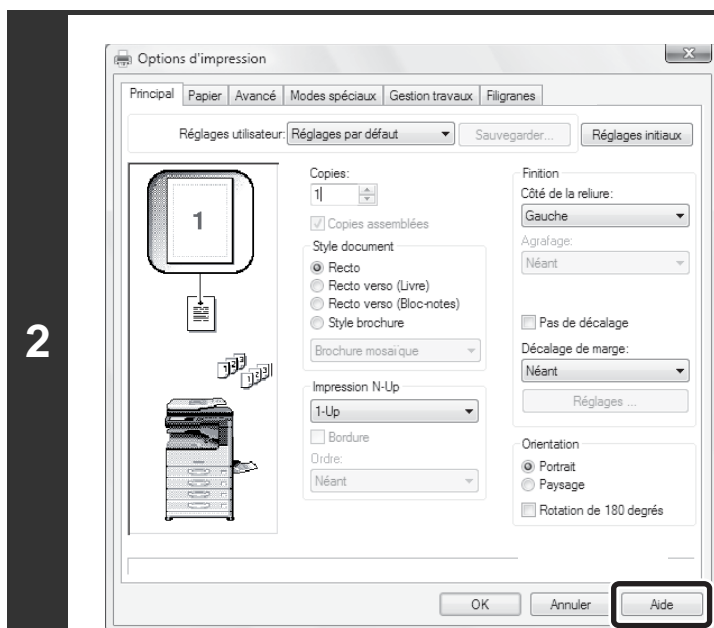 2
Options d'impression
Principal Papier Avancé Modes spéciaux Gestion travaux Filigranes
Réglages utilisateur: Réglages par défaut Sauvegarder... Réglages initiaux
1
Copies:
1
Copies assemblées
Style document
Recto
Recto verso (Livre)
Recto verso (Bloc-notes)
Style brochure
Brochure mosaïque
Impression N-Up
1-Up
Bordure
Ordre:
Néant
Finition
Côté de la reliure:
Gauche
Agrafage:
Néant
Pas de décalage
Décalage de marge:
Néant
Réglages ...
Orientation
Portrait
Paysage
Rotation de 180 degrés
OK Annuler Aide